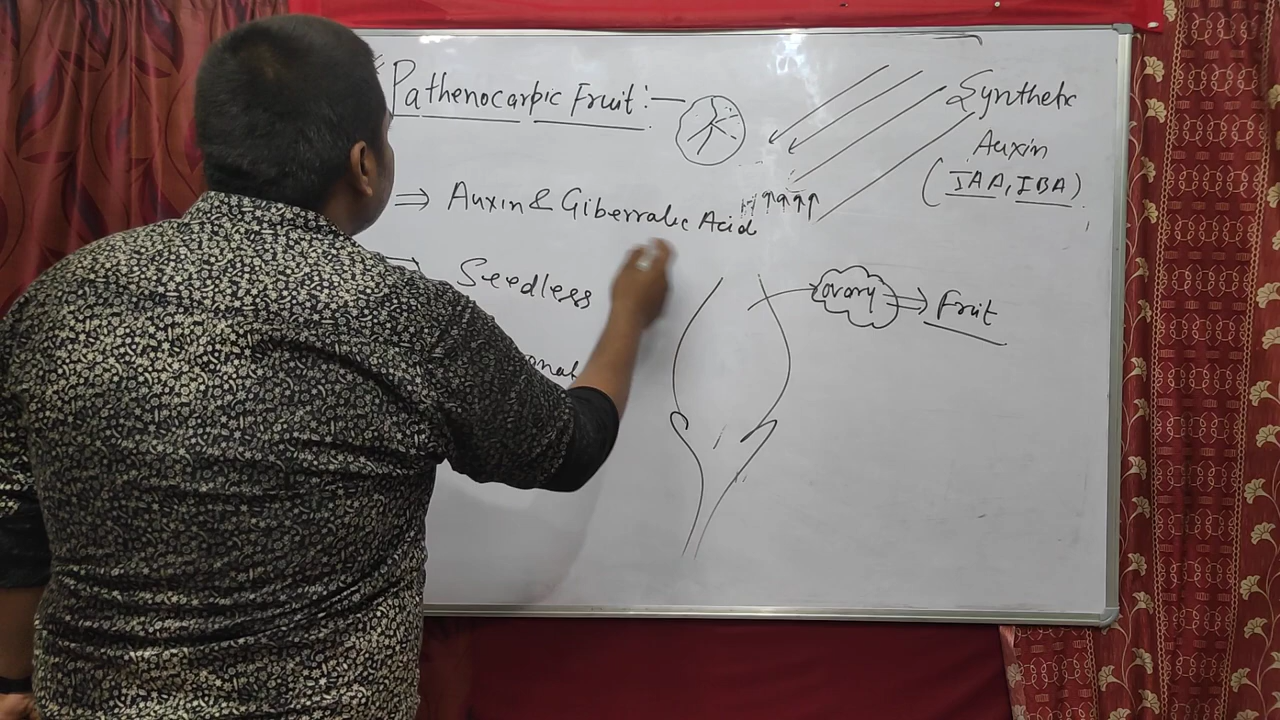 Pathenocarpic Fruit :—
Synthetic
Auxin
(IAA, IBA)
⇒ Auxin & Giberralic Acid ↑↑↑↑
Seedless
ovary ⇒ Fruit